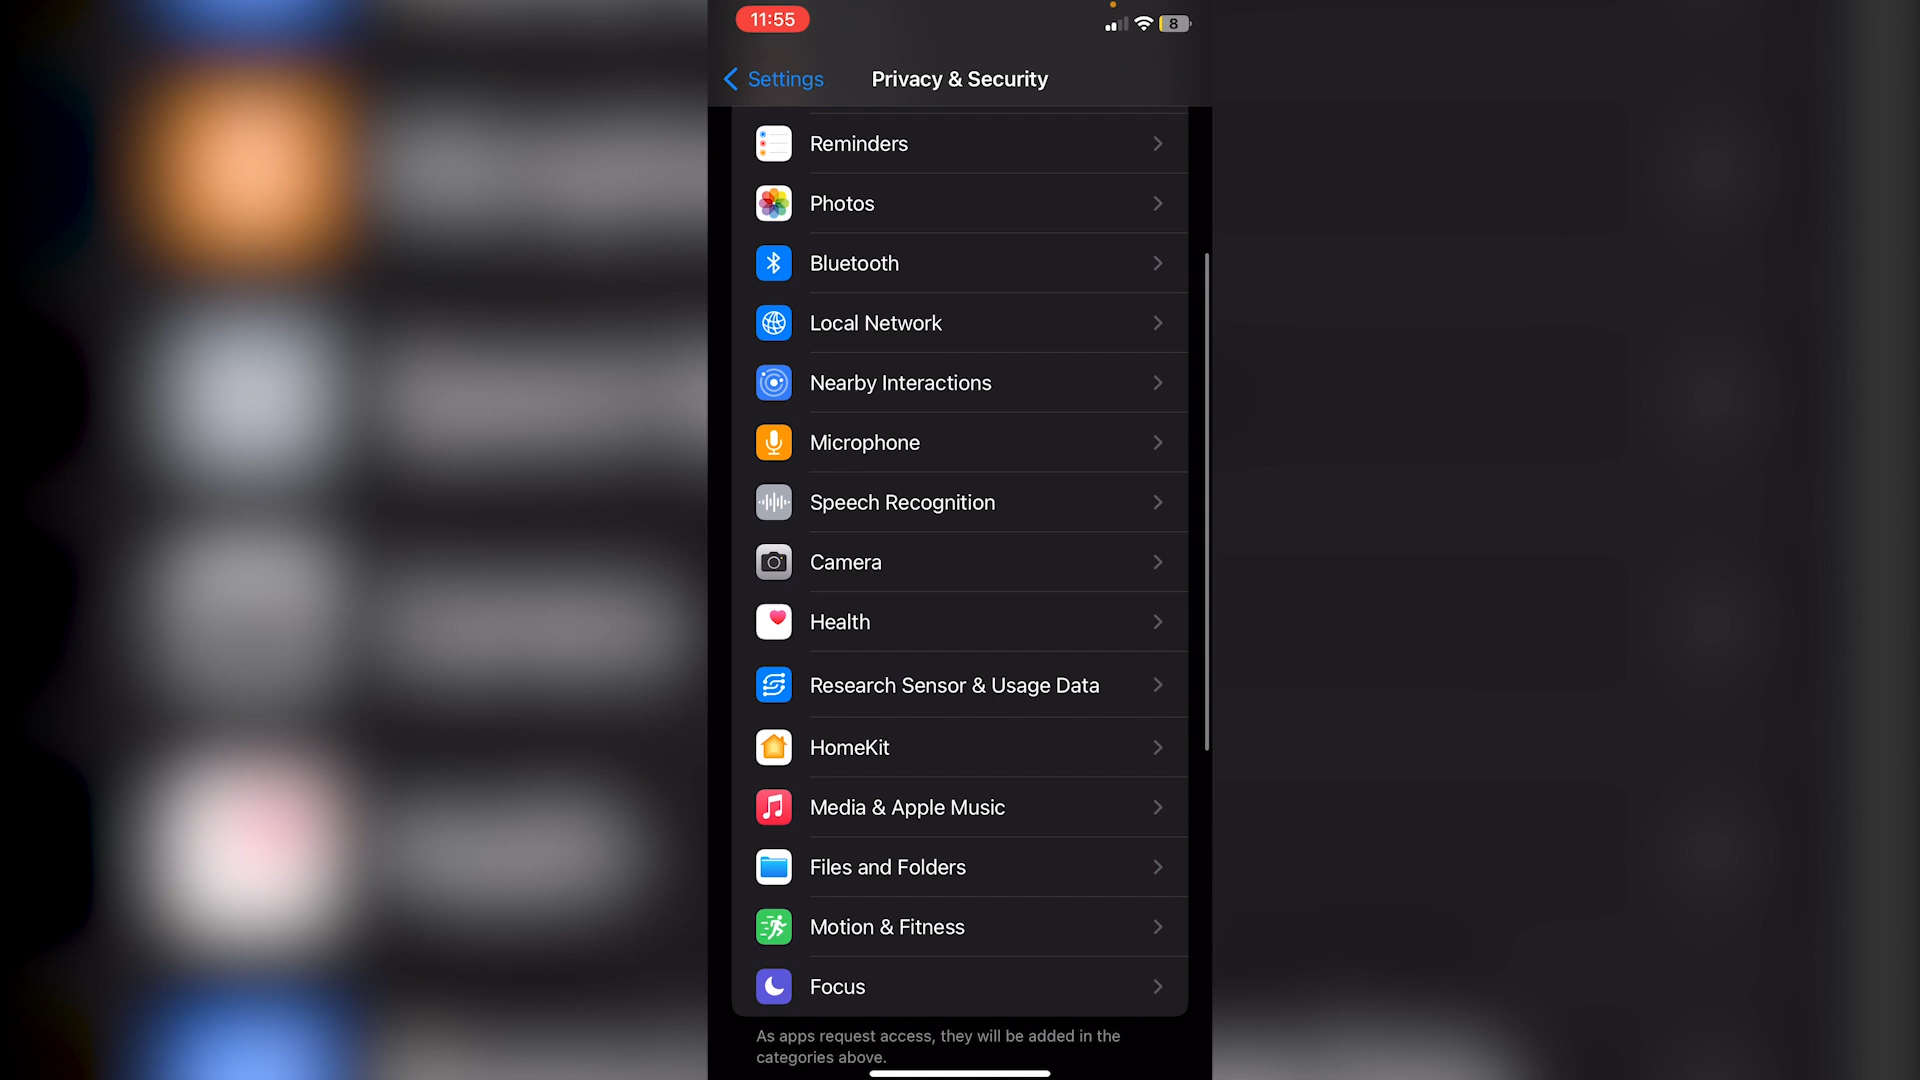 11:55
8
Settings
Privacy & Security
Reminders
Photos
Bluetooth
Local Network
Nearby Interactions
Microphone
Speech Recognition
Camera
Health
Research Sensor & Usage Data
HomeKit
Media & Apple Music
Files and Folders
Motion & Fitness
Focus
As apps request access, they will be added in the
categories above.